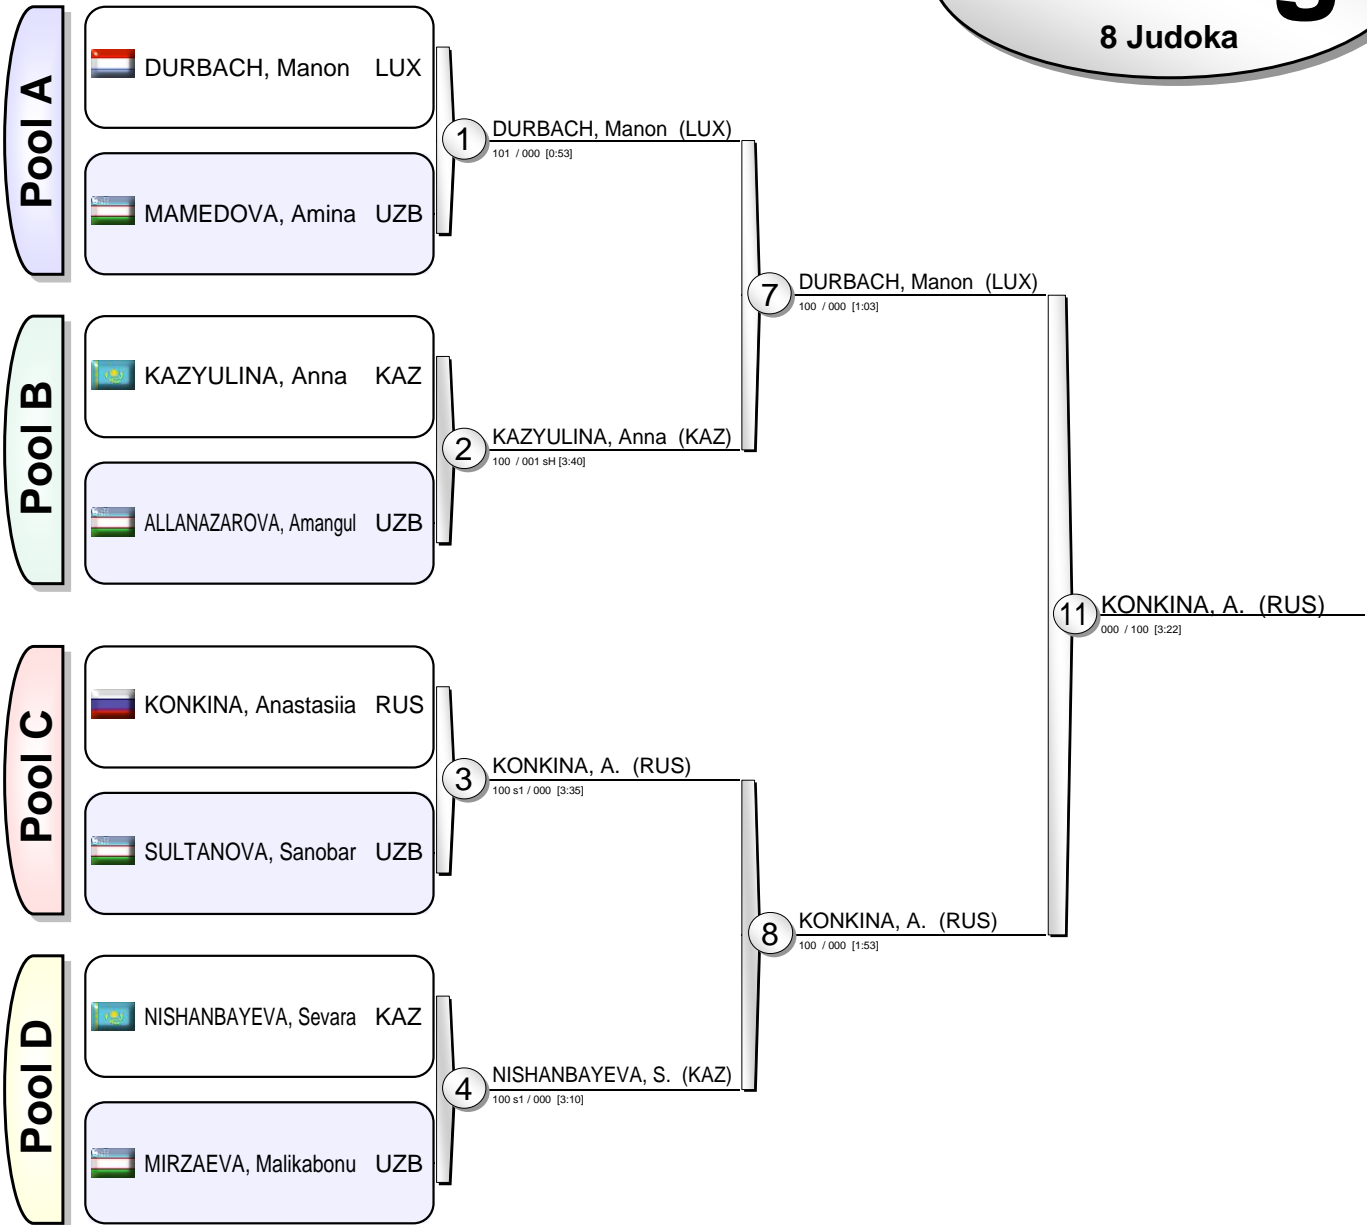 8 Judoka
Pool A
DURBACH, Manon LUX
MAMEDOVA, Amina UZB
1
DURBACH, Manon (LUX)
101 / 000 [0:53]
Pool B
KAZYULINA, Anna KAZ
ALLANAZAROVA, Amangul UZB
2
KAZYULINA, Anna (KAZ)
100 / 001 sH [3:40]
7
DURBACH, Manon (LUX)
100 / 000 [1:03]
Pool C
KONKINA, Anastasiia RUS
SULTANOVA, Sanobar UZB
3
KONKINA, A. (RUS)
100 s1 / 000 [3:35]
Pool D
NISHANBAYEVA, Sevara KAZ
MIRZAEVA, Malikabonu UZB
4
NISHANBAYEVA, S. (KAZ)
100 s1 / 000 [3:10]
8
KONKINA, A. (RUS)
100 / 000 [1:53]
11
KONKINA, A. (RUS)
000 / 100 [3:22]